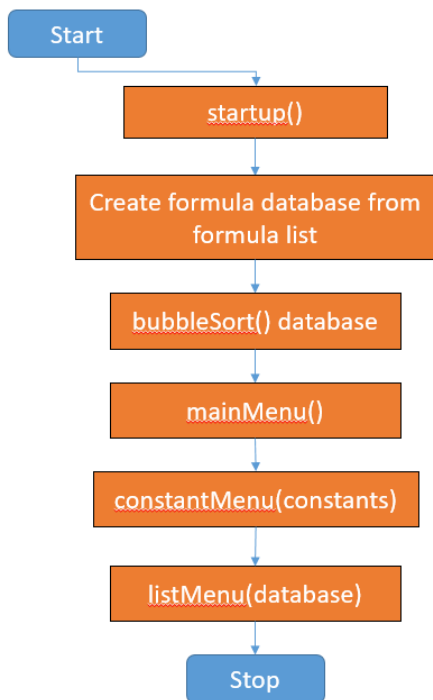 Start
startup()
Create formula database from
formula list
bubbleSort() database
mainMenu()
constantMenu(constants)
listMenu(database)
Stop